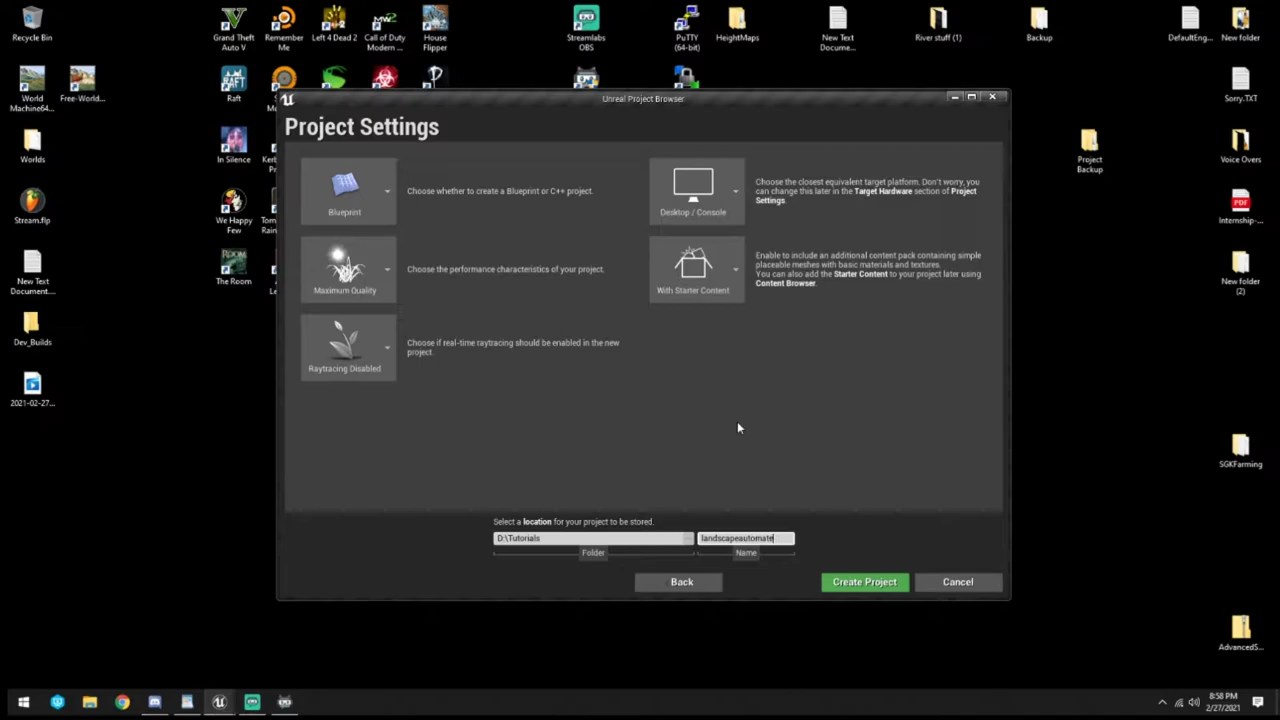 Recycle Bin
Grand Theft
Auto V
Remember
Me
Left 4 Dead 2
Call of Duty
Modern ...
House
Flipper
Streamlabs
OBS
PuTTY
(64-bit)
HeightMaps
New Text
Docume...
River stuff (1)
Backup
DefaultEng...
New folder
World
Machine64...
Free-World...
Raft
Sorry.TXT
Unreal Project Browser
Project Settings
Worlds
In Silence
Project
Backup
Voice Overs
Blueprint
Choose whether to create a Blueprint or C++ project.
Desktop / Console
Choose the closest equivalent target platform. Don't worry, you
can change this later in the Target Hardware section of Project
Settings.
Stream.flp
We Happy
Few
Internship-...
Maximum Quality
Choose the performance characteristics of your project.
With Starter Content
Enable to include an additional content pack containing simple
placeable meshes with basic materials and textures.
You can also add the Starter Content to your project later using
Content Browser.
New Text
Document...
The Room
New folder
(2)
Raytracing Disabled
Choose if real-time raytracing should be enabled in the new
project.
Dev_Builds
2021-02-27...
SGKFarming
Select a location for your project to be stored.
D:\Tutorials
landscapeautomate
Folder
Name
Back
Create Project
Cancel
AdvancedS...
8:58 PM
2/27/2021